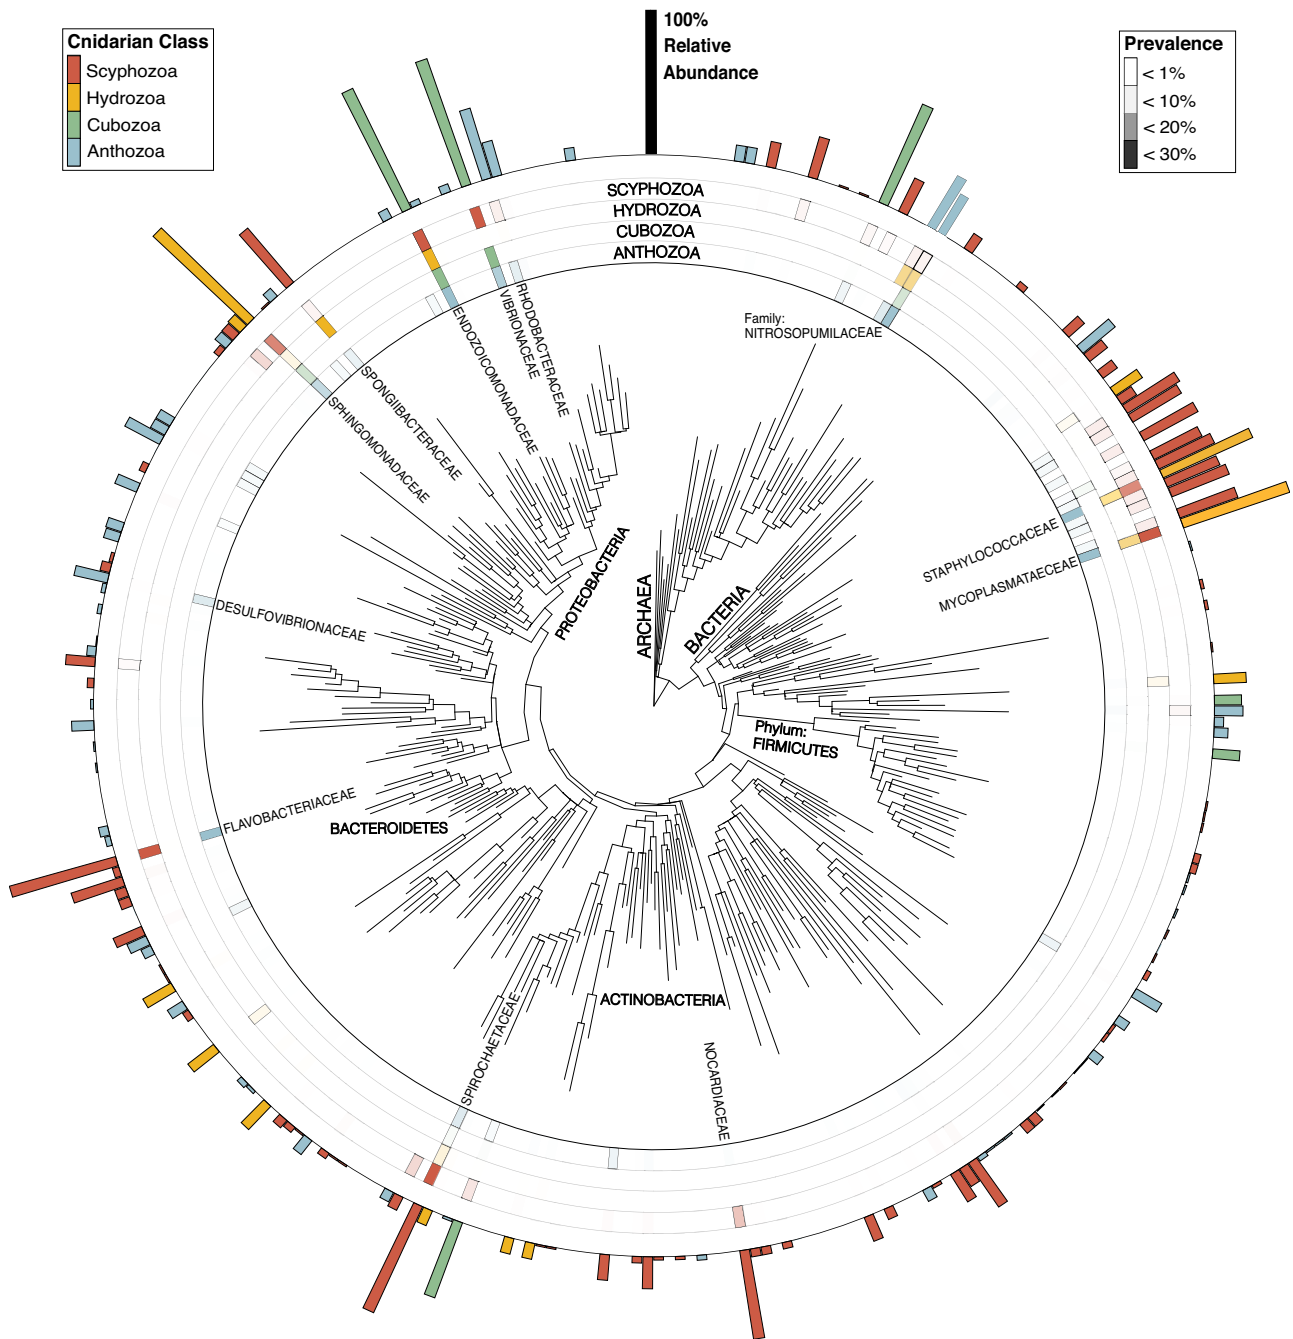 Cnidarian Class
Scyphozoa
Hydrozoa
Cubozoa
Anthozoa
100%
Relative
Abundance
Prevalence
< 1%
< 10%
< 20%
< 30%
SCYPHOZOA
HYDROZOA
CUBOZOA
ANTHOZOA
RHODOBACTERACEAE
VIBRIONACEAE
ENDOZOICOMONADACEAE
SPONGIIBACTERACEAE
SPHINGOMONADACEAE
Family:
NITROSOPUMILACEAE
STAPHYLOCOCCACEAE
MYCOPLASMATAECEAE
PROTEOBACTERIA
ARCHAEA
BACTERIA
DESULFOVIBRIONACEAE
Phylum:
FIRMICUTES
FLAVOBACTERIACEAE
BACTEROIDETES
ACTINOBACTERIA
SPIROCHAETACEAE
NOCARDIACEAE